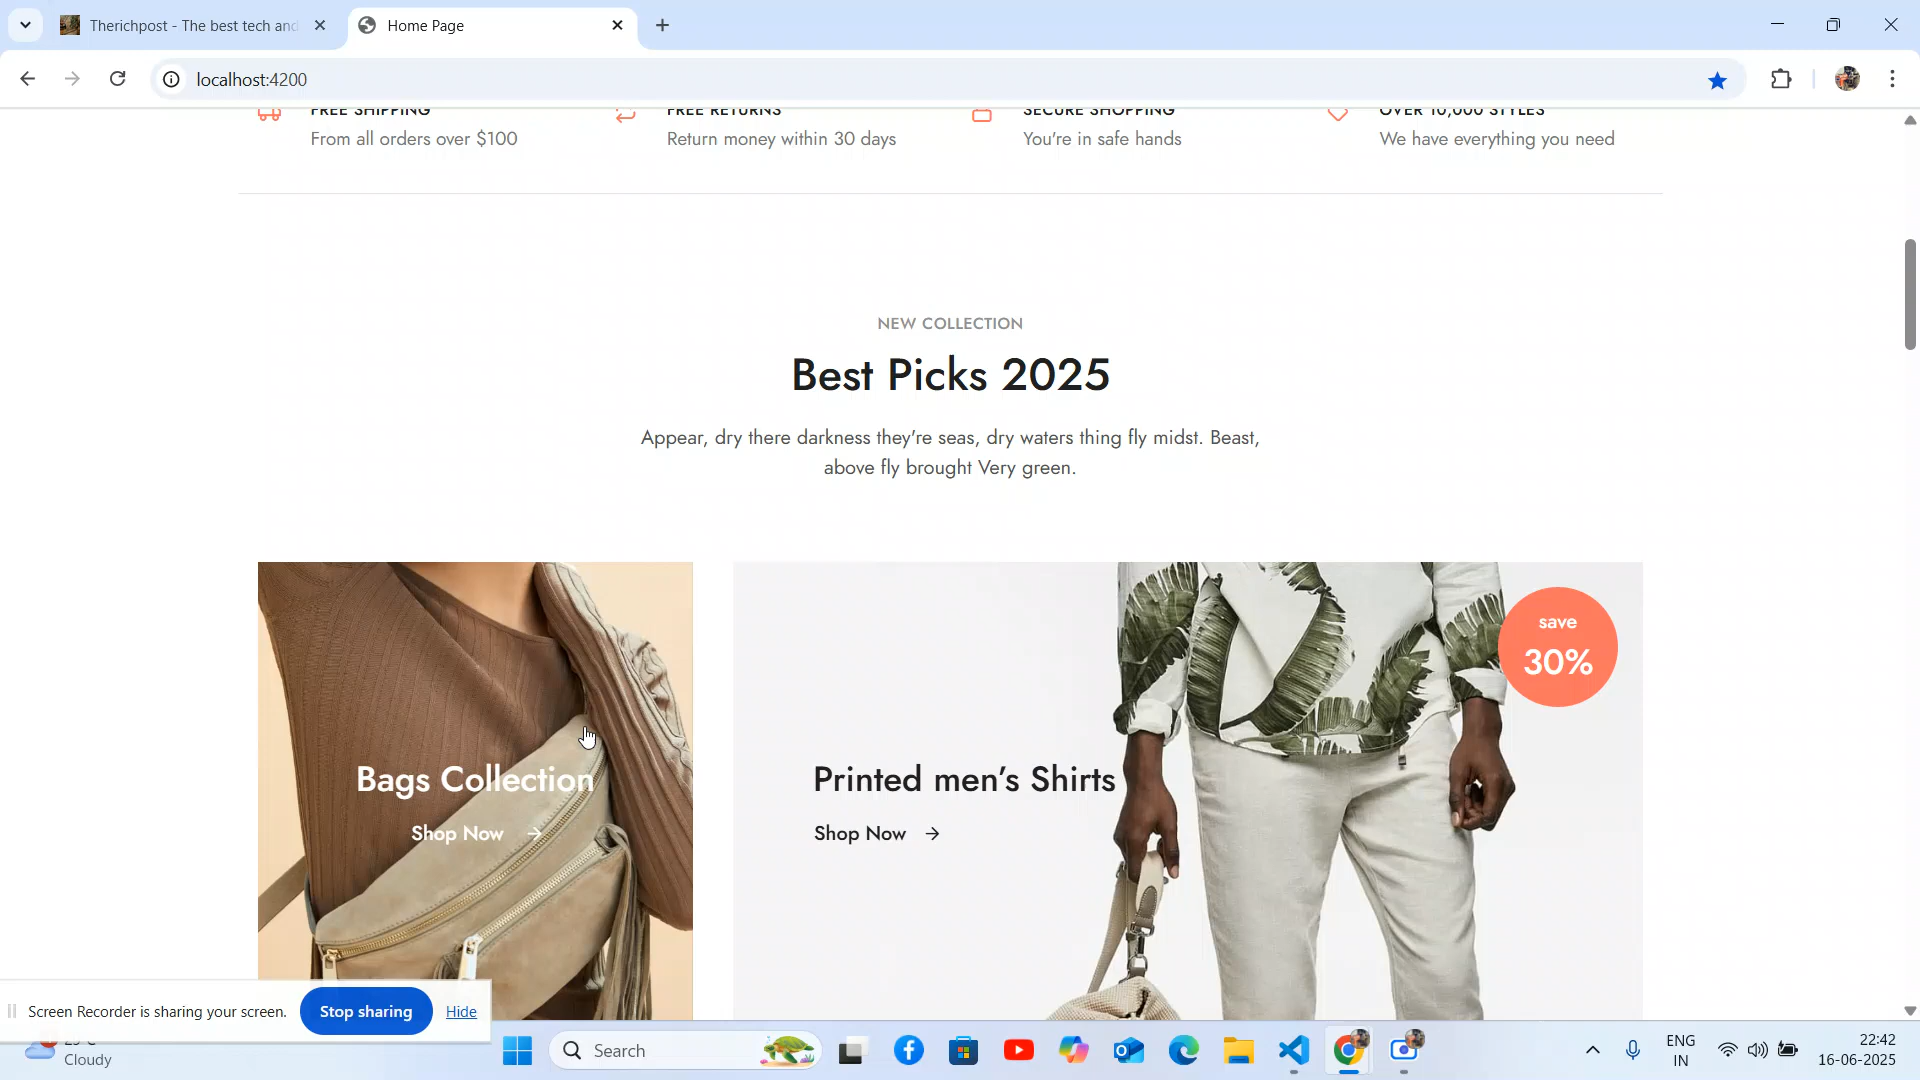 Therichpost - The best tech and
Home Page
localhost:4200
FREE SHIPPING
From all orders over $100
FREE RETURNS
Return money within 30 days
SECURE SHOPPING
You're in safe hands
OVER 10,000 STYLES
We have everything you need
NEW COLLECTION
Best Picks 2025
Appear, dry there darkness they're seas, dry waters thing fly midst. Beast,
above fly brought Very green.
save
30%
Bags Collection
Shop Now
Printed men’s Shirts
Shop Now
Screen Recorder is sharing your screen.
Stop sharing
Hide
Cloudy
Search
ENG
IN
22:42
16-06-2025